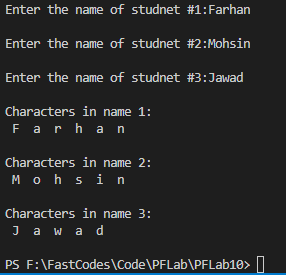 Enter the name of studnet #1:Farhan
Enter the name of studnet #2:Mohsin
Enter the name of studnet #3:Jawad
Characters in name 1:
F a r h a n
Characters in name 2:
M o h s i n
Characters in name 3:
J a w a d
PS F:\FastCodes\Code\PFLab\PFLab10>